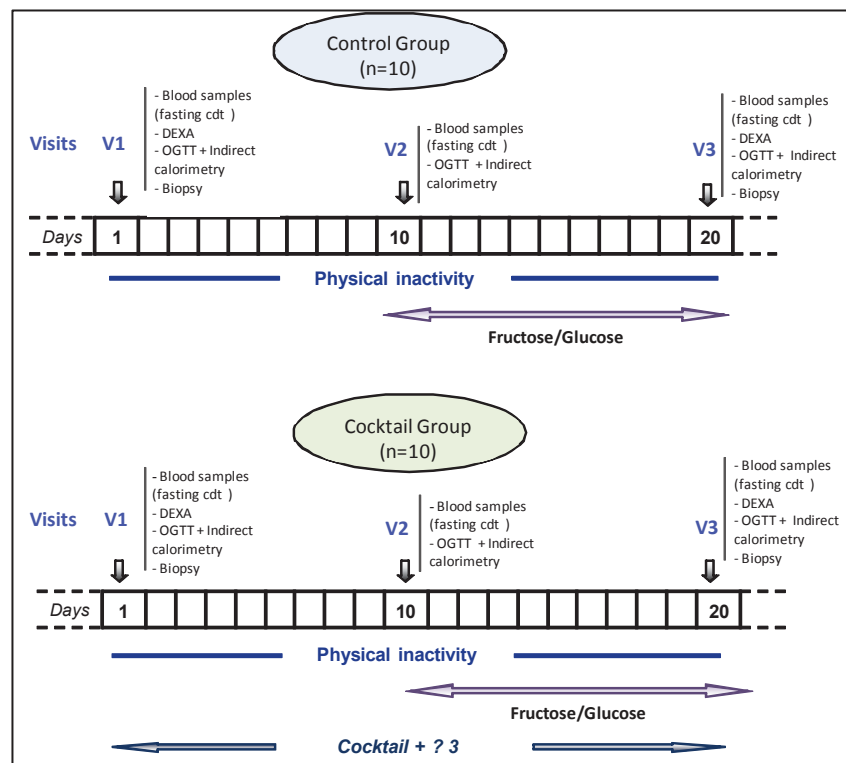 Control Group
(n=10)
Visits
V1
- Blood samples
(fasting cdt )
- DEXA
- OGTT + Indirect
calorimetry
- Biopsy
V2
- Blood samples
(fasting cdt )
- OGTT + Indirect
calorimetry
V3
- Blood samples
(fasting cdt )
- DEXA
- OGTT + Indirect
calorimetry
- Biopsy
Days 1 10 20
Physical inactivity
Fructose/Glucose
Cocktail Group
(n=10)
Visits
V1
- Blood samples
(fasting cdt )
- DEXA
- OGTT + Indirect
calorimetry
- Biopsy
V2
- Blood samples
(fasting cdt )
- OGTT + Indirect
calorimetry
V3
- Blood samples
(fasting cdt )
- DEXA
- OGTT + Indirect
calorimetry
- Biopsy
Days 1 10 20
Physical inactivity
Fructose/Glucose
Cocktail + ? 3